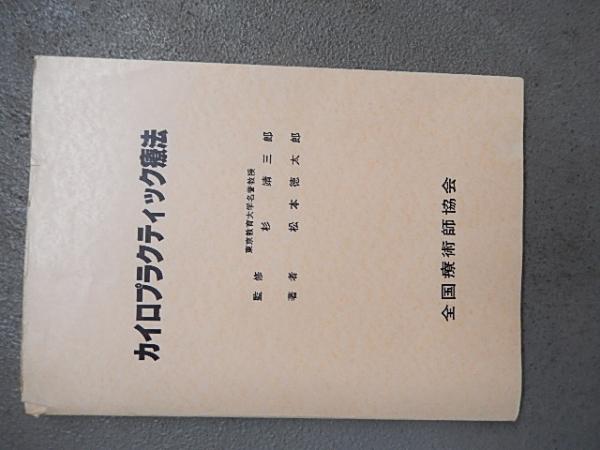 カイロプラクティック療法
東京教育大学名誉教授
監修 杉 靖 三 郎
著者 松 本 徳 太 郎
全国療術師協会